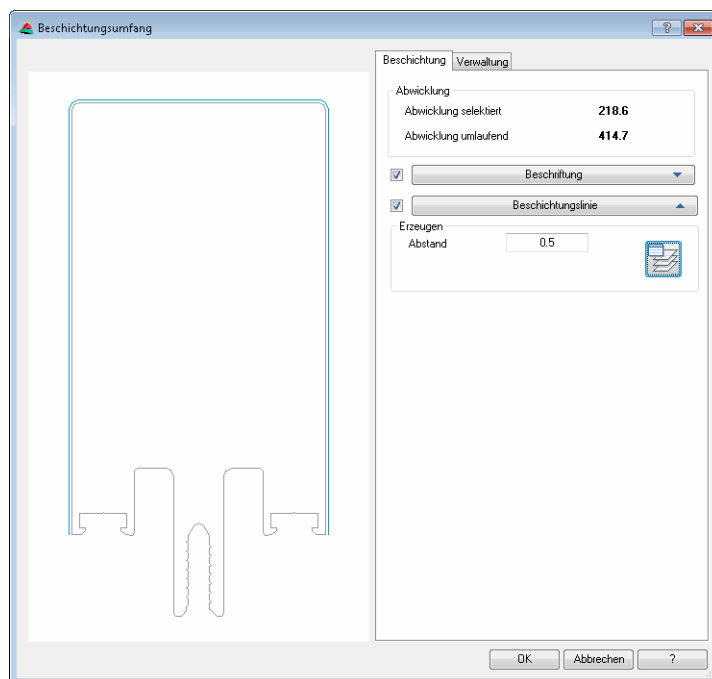 Beschichtungsumfang
Beschichtung Verwaltung
Abwicklung
Abwicklung selektiert 218.6
Abwicklung umlaufend 414.7
Beschriftung
Beschichtungslinie
Erzeugen
Abstand 0.5
OK Abbrechen ?